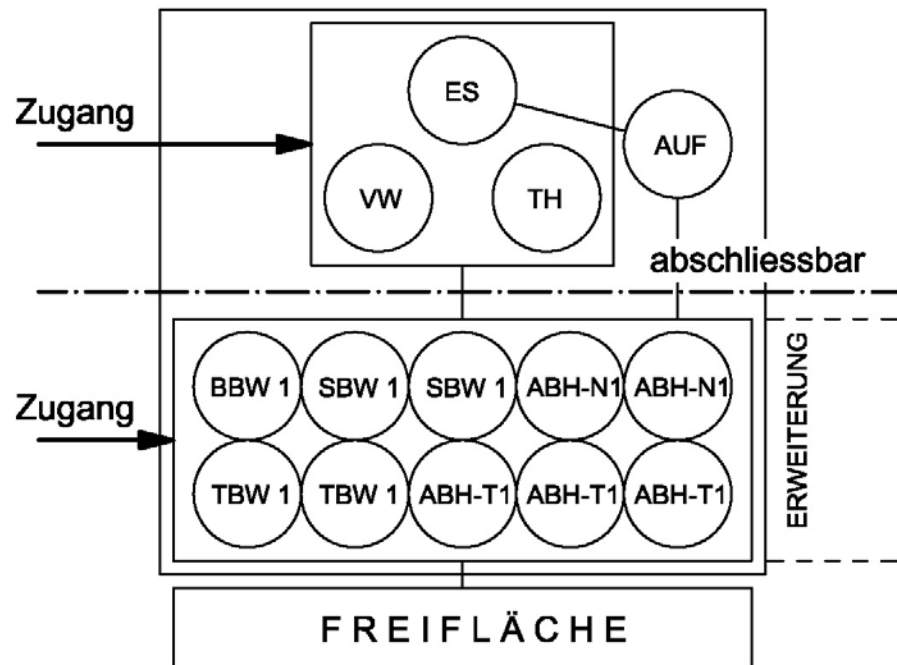 ES
Zugang
AUF
VW
TH
abschliessbar
BBW 1
SBW 1
SBW 1
ABH-N1
ABH-N1
ERWEITERUNG
Zugang
TBW 1
TBW 1
ABH-T1
ABH-T1
ABH-T1
FREIFLÄCHE